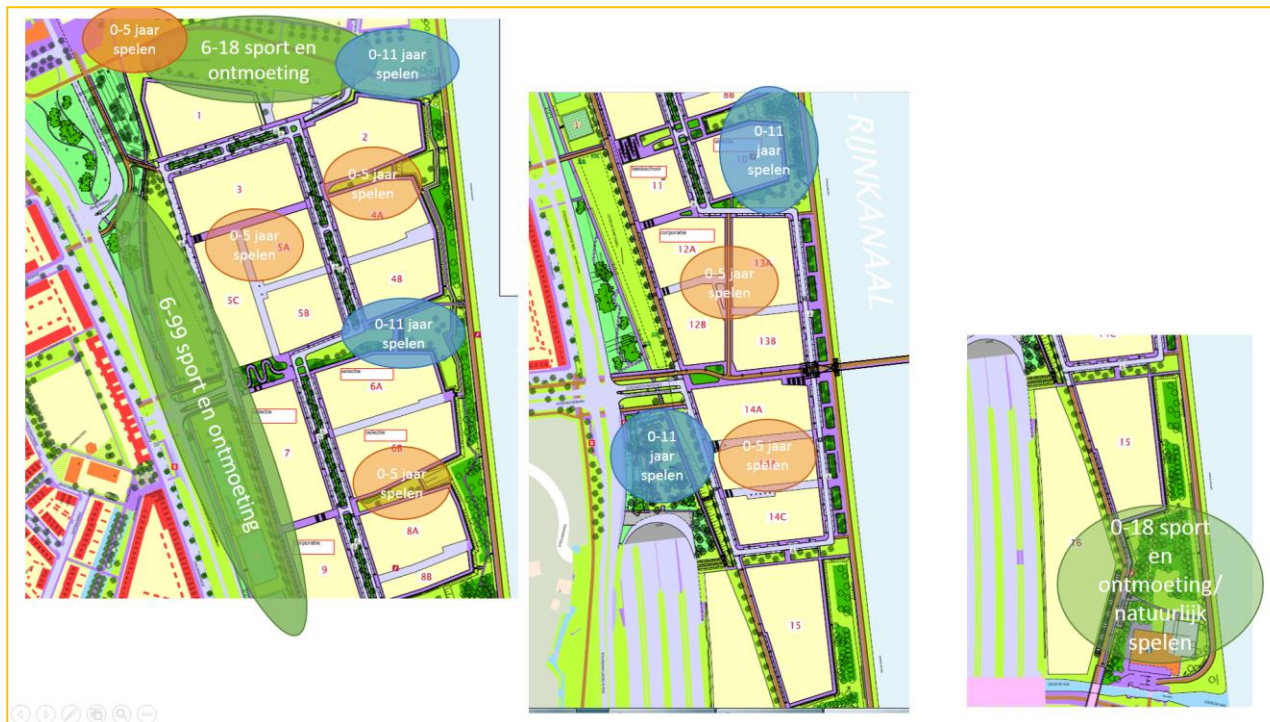 0-5 jaar
spelen
6-18 sport en
ontmoeting
0-11 jaar
spelen
1
2
3
0-5 jaar
spelen
4A
0-5 jaar
spelen
5A
4B
5C
5B
0-11 jaar
spelen
6-99 sport en ontmoeting
selectie
6A
selectie
6B
7
0-5 jaar
spelen
8A
9
8B
8B
0-11
jaar
spelen
10
11
RIJNKANAAL
corporatie
12A
13A
0-5 jaar
spelen
12B
13B
14A
0-11
jaar
spelen
0-5 jaar
spelen
14C
15
15
16
0-18 sport
en
ontmoeting/
natuurlijk
spelen